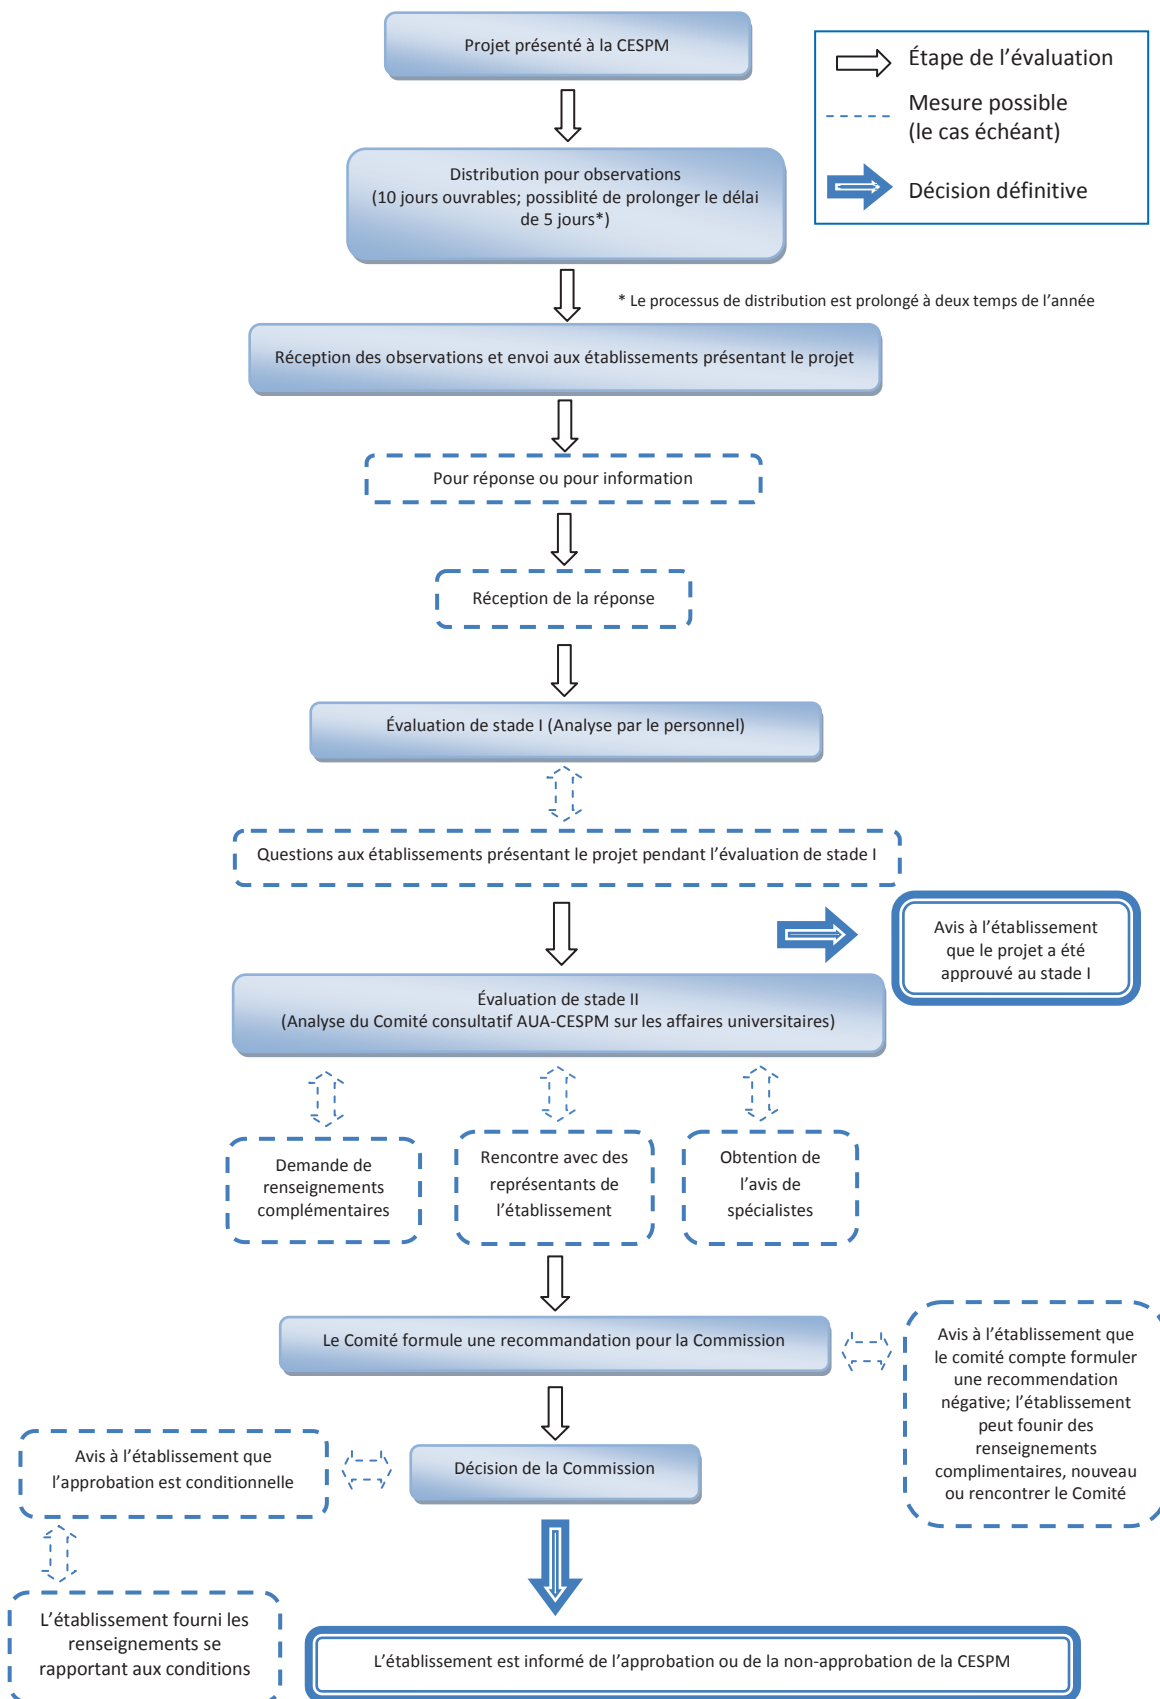 Projet présenté à la CESPM
Étape de l'évaluation
Mesure possible
(le cas échéant)
Décision définitive
Distribution pour observations
(10 jours ouvrables; possiblité de prolonger le délai
de 5 jours*)
* Le processus de distribution est prolongé à deux temps de l'année
Réception des observations et envoi aux établissements présentant le projet
Pour réponse ou pour information
Réception de la réponse
Évaluation de stade I (Analyse par le personnel)
Questions aux établissements présentant le projet pendant l'évaluation de stade I
Avis à l'établissement
que le projet a été
approuvé au stade I
Évaluation de stade II
(Analyse du Comité consultatif AUA-CESPM sur les affaires universitaires)
Demande de
renseignements
complémentaires
Rencontre avec des
représentants de
l'établissement
Obtention de
l'avis de
spécialistes
Le Comité formule une recommandation pour la Commission
Avis à l'établissement que
le comité compte formuler
une recommendation
négative; l'établissement
peut founir des
renseignements
complimentaires, nouveau
ou rencontrer le Comité
Décision de la Commission
Avis à l'établissement que
l'approbation est conditionnelle
L'établissement fourni les
renseignements se
rapportant aux conditions
L'établissement est informé de l'approbation ou de la non-approbation de la CESPM